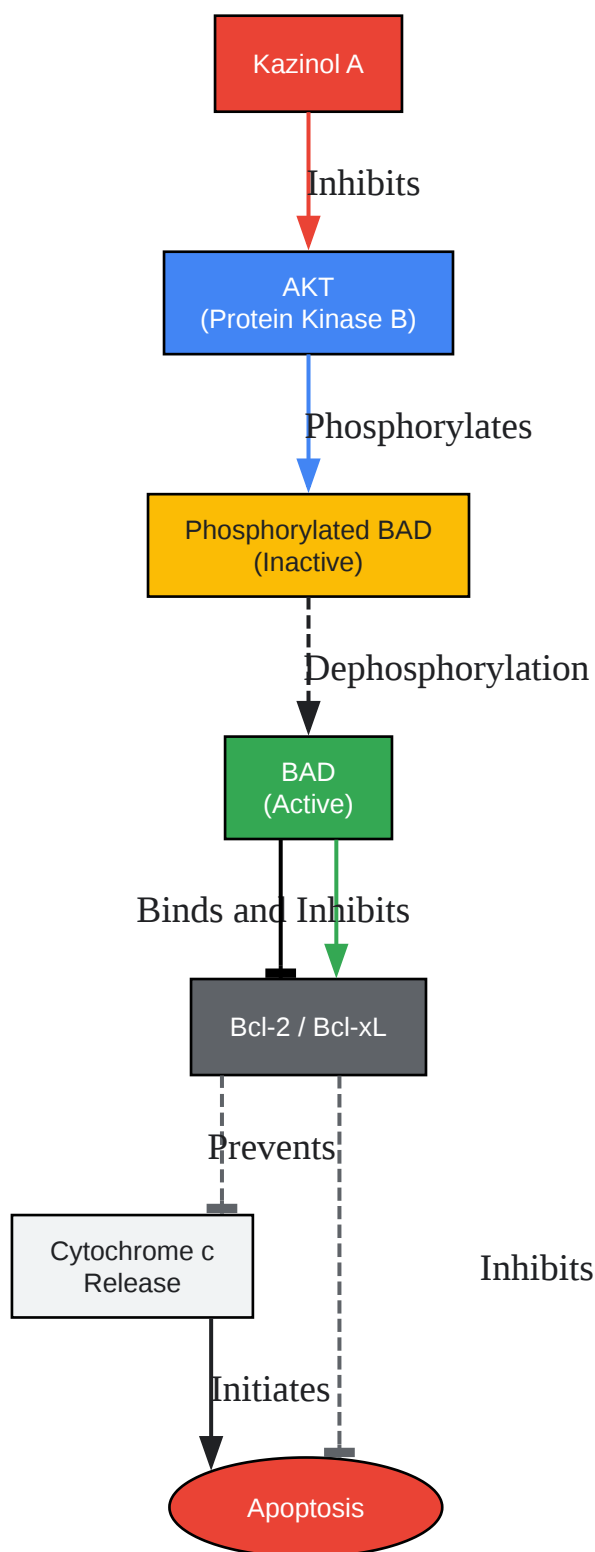 Kazinol A
Inhibits
AKT
(Protein Kinase B)
Phosphorylates
Phosphorylated BAD
(Inactive)
Dephosphorylation
BAD
(Active)
Binds and Inhibits
Bcl-2 / Bcl-xL
Prevents
Cytochrome c
Release
Inhibits
Initiates
Apoptosis